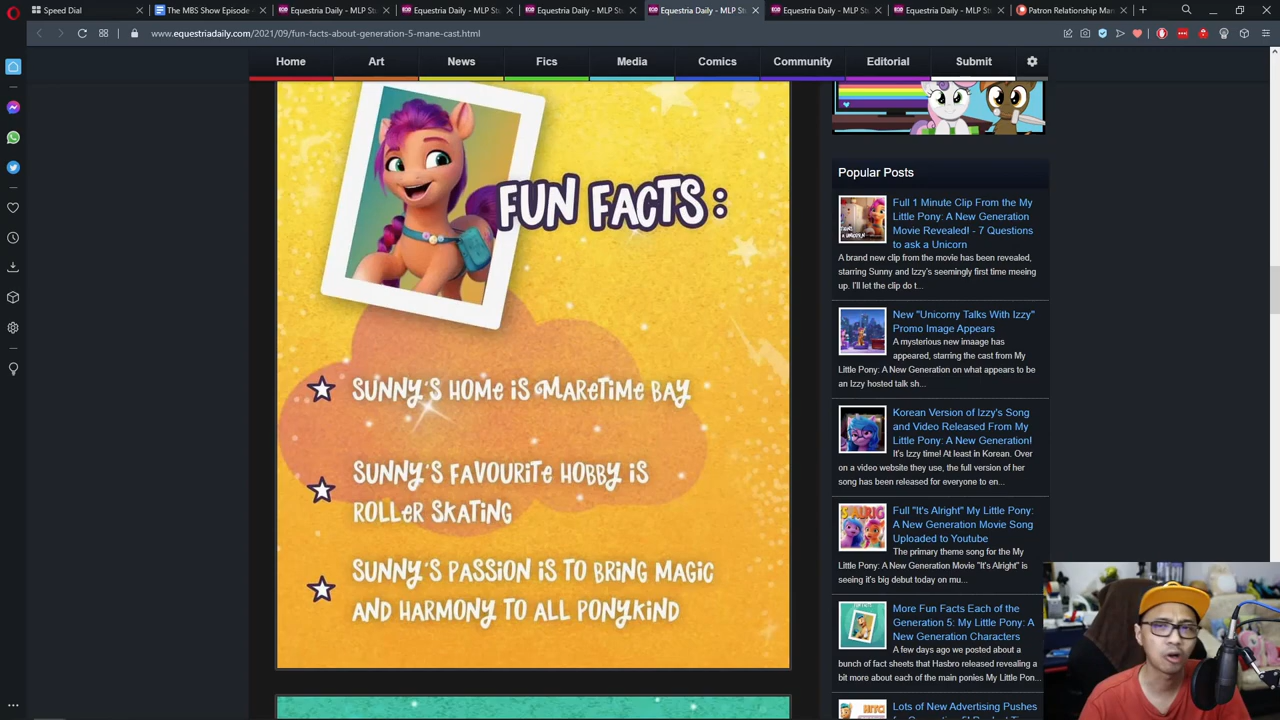 Speed Dial
The MBS Show Episode
Equestria Daily - MLP St
Equestria Daily - MLP St
Equestria Daily - MLP St
Equestria Daily - MLP St
Equestria Daily - MLP St
Equestria Daily - MLP St
Patron Relationship Man
www.equestriadaily.com/2021/09/fun-facts-about-generation-5-mane-cast.html
Home
Art
News
Fics
Media
Comics
Community
Editorial
Submit
FUN FACTS:
SUNNY'S HOME IS MARETIME BAY
SUNNY'S FAVOURITE HOBBY IS
ROLLER SKATING
SUNNY'S PASSION IS TO BRING MAGIC
AND HARMONY TO ALL PONYKIND
Popular Posts
Full 1 Minute Clip From the My
Little Pony: A New Generation
Movie Revealed! - 7 Questions
to ask a Unicorn
A brand new clip from the movie has been revealed,
starring Sunny and Izzy's seemingly first time meeing
up. I'll let the clip do t...
New "Unicorny Talks With Izzy"
Promo Image Appears
A mysterious new imaage has
appeared, starring the cast from My
Little Pony: A New Generation on what appears to be
an Izzy hosted talk sh...
Korean Version of Izzy's Song
and Video Released From My
Little Pony: A New Generation!
It's Izzy time! At least in Korean. Over
on a video website they use, the full version of her
song has been released for everyone to en...
Full "It's Alright" My Little Pony:
A New Generation Movie Song
Uploaded to Youtube
The primary theme song for the My
Little Pony: A New Generation Movie "It's Alright" is
seeing it's big debut today on mu...
More Fun Facts Each of the
Generation 5: My Little Pony: A
New Generation Characters
A few days ago we posted about a
bunch of fact sheets that Hasbro released revealing a
bit more about each of the main ponies My Little Pon...
Lots of New Advertising Pushes